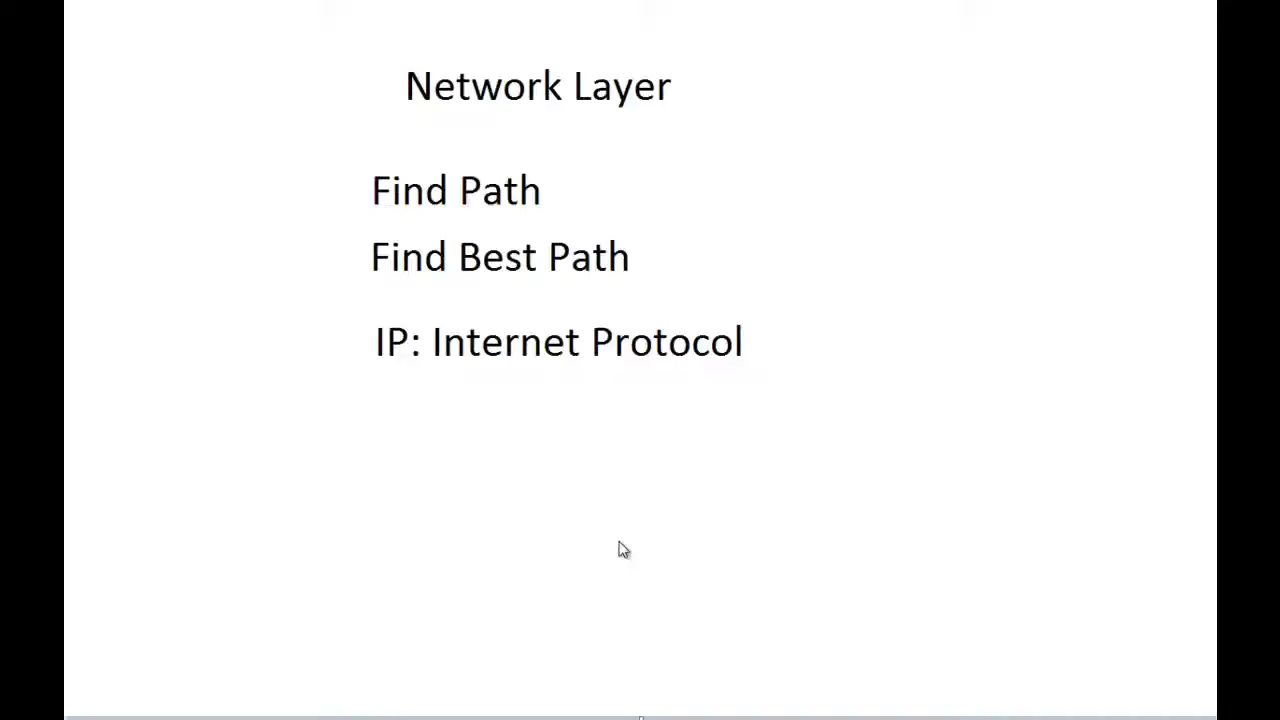 Network Layer
Find Path
Find Best Path
IP: Internet Protocol